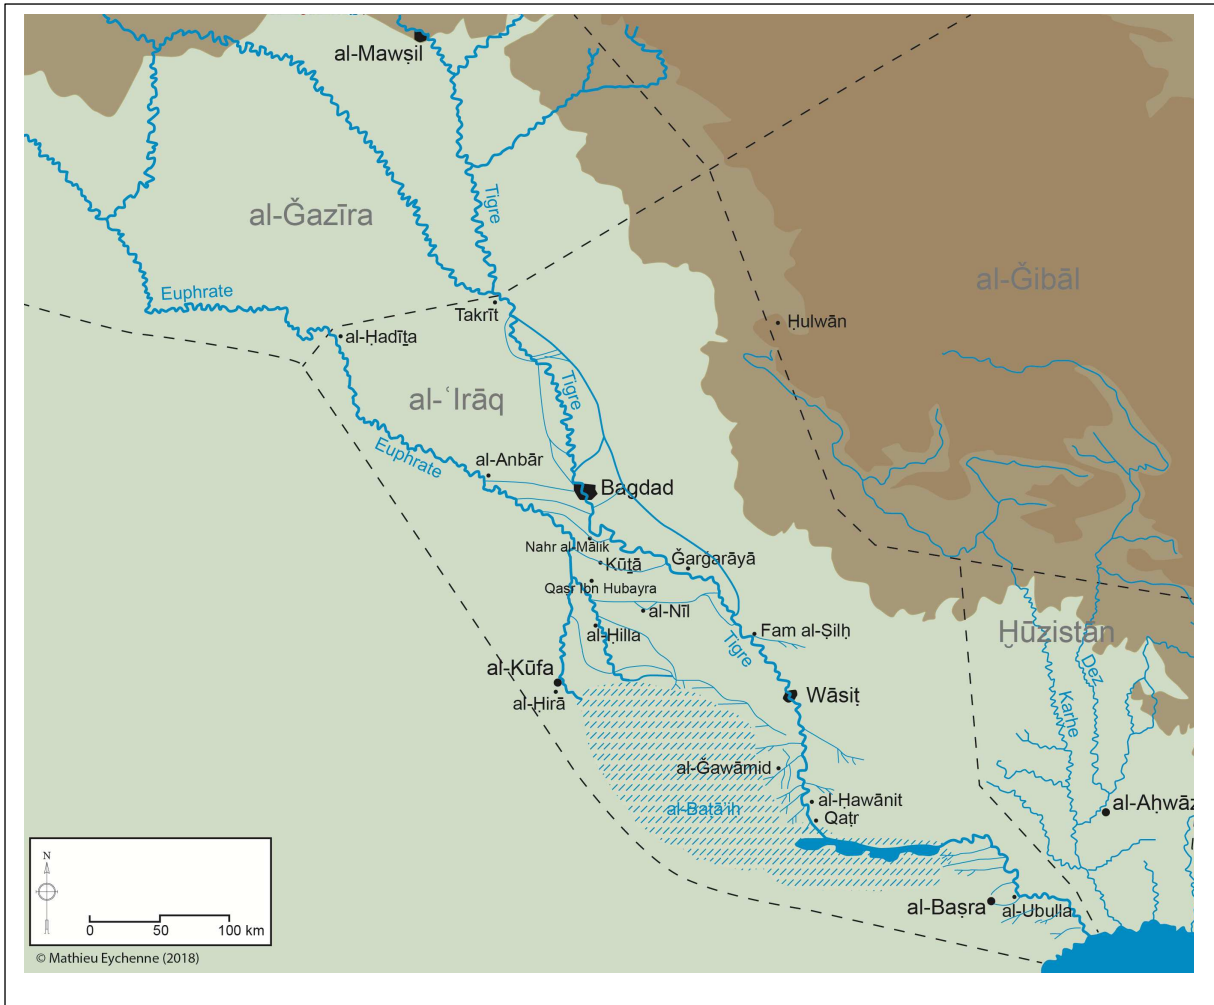 al-Mawṣil
Tigre
al-Ǧazīra
al-Ǧibāl
Euphrate
Takrīt
Ḥulwān
al-Ḥadīṯa
al-ʿIrāq
Tigre
Euphrate
al-Anbār
Bagdad
Nahr al-Mālik
Kūṯā
Ǧarǧarāyā
Qaṣr Ibn Hubayra
al-Nīl
al-Ḥilla
Fam al-Ṣilḥ
Tigre
Ḫūzistān
Dez
al-Kūfa
al-Ḥirā
Wāsiṭ
Karhe
al-Ǧawāmid
al-Baṭā’iḥ
al-Ḥawānit
Qaṭr
al-Aḥwāz
al-Baṣra
al-Ubulla
N
0 50 100 km
© Mathieu Eychenne (2018)